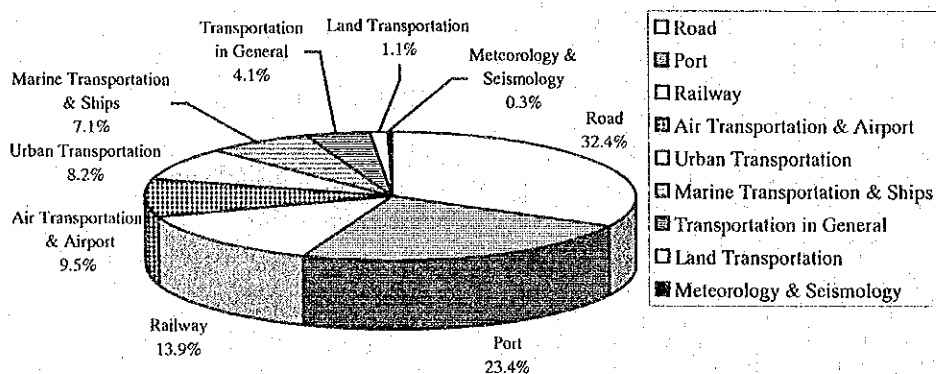 Transportation
in General
4.1%
Land Transportation
1.1%
Meteorology &
Seismology
0.3%
Marine Transportation
& Ships
7.1%
Urban Transportation
8.2%
Air Transportation
& Airport
9.5%
Railway
13.9%
Port
23.4%
Road
32.4%
Road
Port
Railway
Air Transportation & Airport
Urban Transportation
Marine Transportation & Ships
Transportation in General
Land Transportation
Meteorology & Seismology